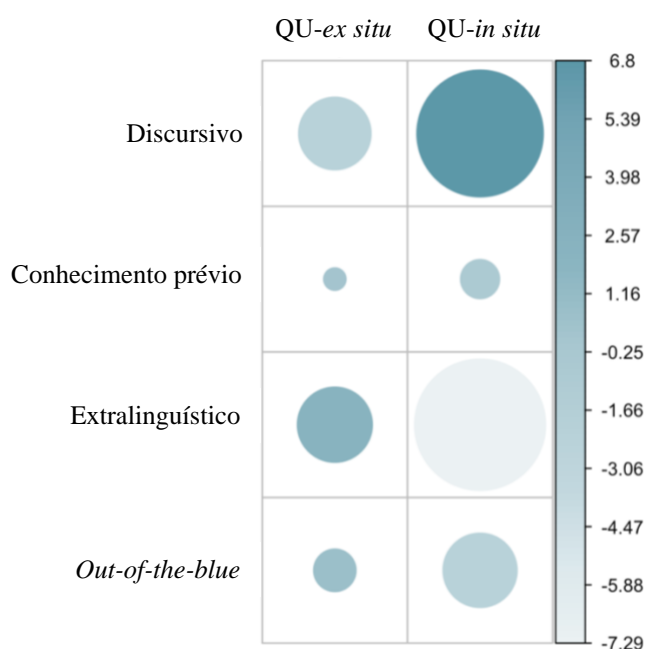 QU-ex situ QU-in situ
Discursivo
Conhecimento prévio
Extralinguístico
Out-of-the-blue
6.8
5.39
3.98
2.57
1.16
-0.25
-1.66
-3.06
-4.47
-5.88
-7.29